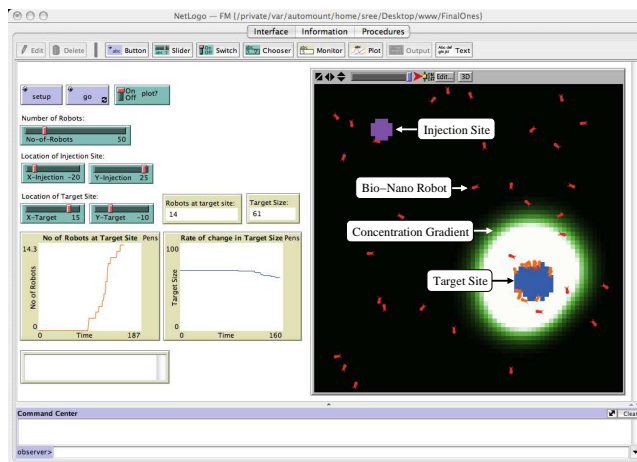 NetLogo — FM {/private/var/automount/home/sree/Desktop/www/FinalOnes}
Interface Information Procedures
Edit Delete Button Slider Switch Chooser Monitor Plot Output Text
Edit... 3D
setup go On Off plot?
Number of Robots:
No-of-Robots 50
Location of Injection Site:
X-Injection -20 Y-Injection 25
Location of Target Site:
X-Target 15 Y-Target -10
Robots at target site:
14
Target Size:
61
No of Robots at Target Site Pens
14.3
No of Robots
0
0 Time 187
Rate of change in Target Size Pens
100
Target Size
0
0 Time 160
Injection Site
Bio-Nano Robot
Concentration Gradient
Target Site
Command Center
Clear
observer>